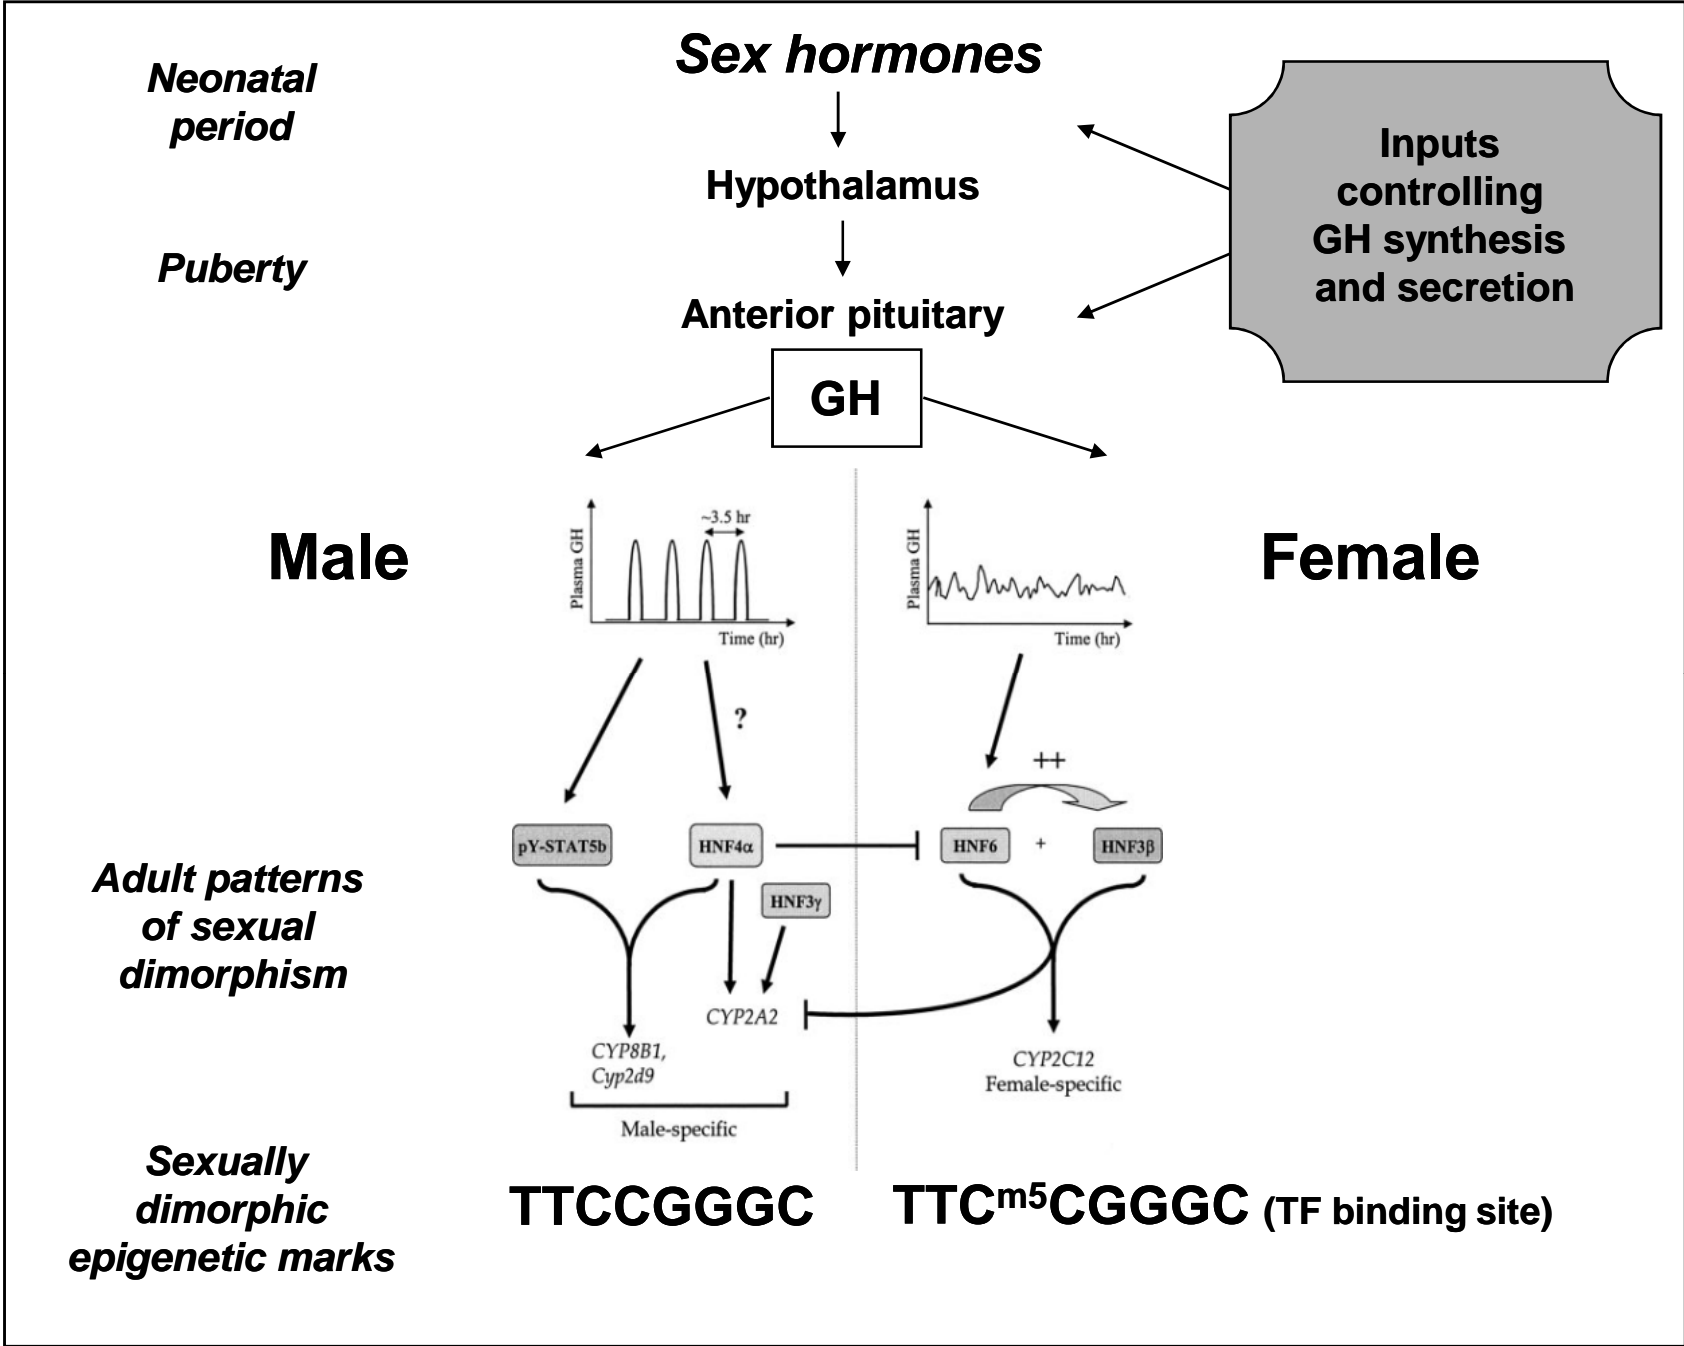 Sex hormones
Neonatal
period
Inputs
controlling
GH synthesis
and secretion
Hypothalamus
Puberty
Anterior pituitary
GH
Male
Plasma GH
~3.5 hr
Time (hr)
Plasma GH
Time (hr)
Female
?
++
pY-STAT5b
HNF4α
HNF6
+
HNF3β
HNF3γ
Adult patterns
of sexual
dimorphism
CYP2A2
CYP8B1,
Cyp2d9
CYP2C12
Female-specific
Male-specific
Sexually
dimorphic
epigenetic marks
TTCCGGGC
TTCm5CGGGC (TF binding site)